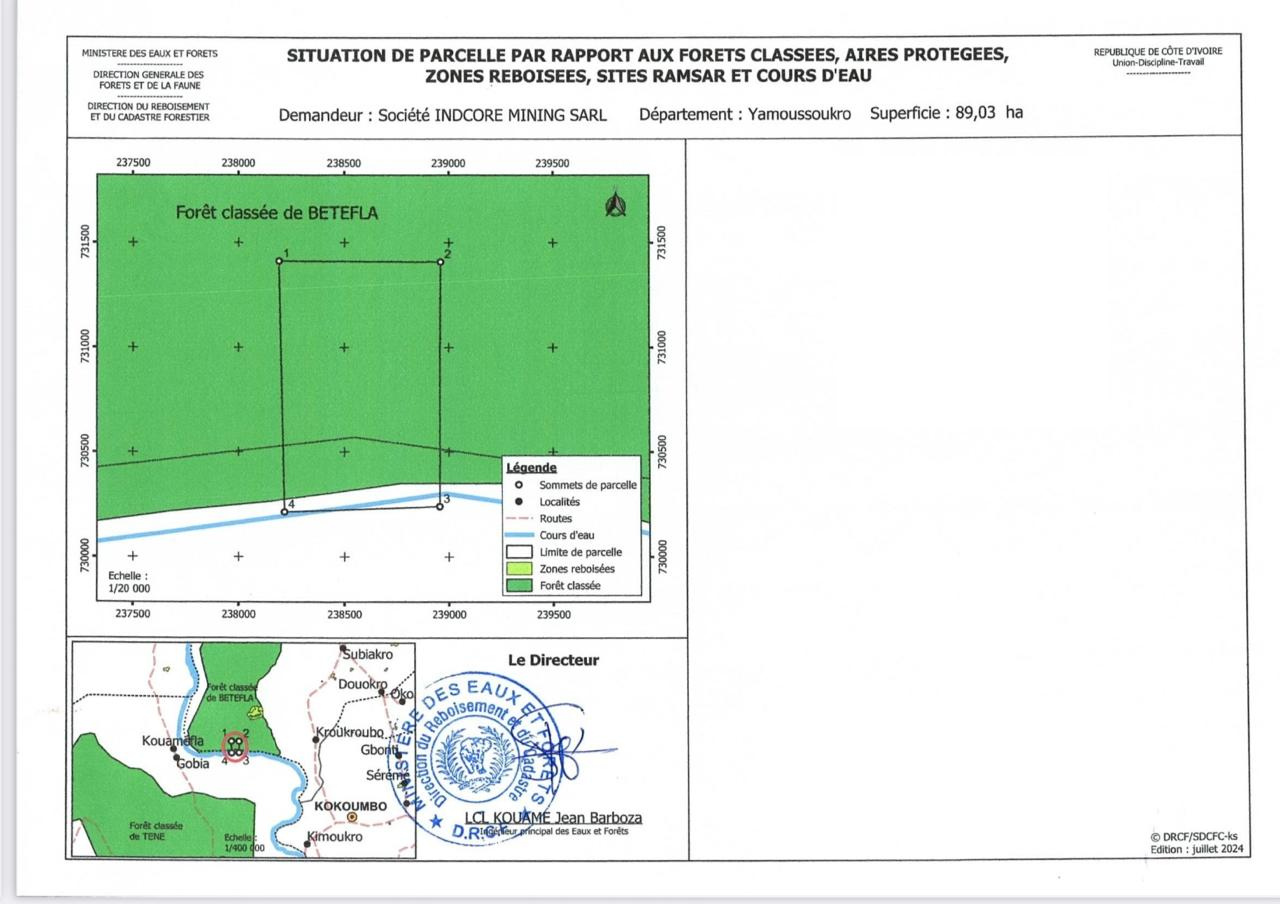 MINISTERE DES EAUX ET FORETS
DIRECTION GENERALE DES
FORETS ET DE LA FAUNE
DIRECTION DU REBOISEMENT
ET DU CADASTRE FORESTIER
SITUATION DE PARCELLE PAR RAPPORT AUX FORETS CLASSEES, AIRES PROTEGEES,
ZONES REBOISEES, SITES RAMSAR ET COURS D'EAU
Demandeur : Société INDCORE MINING SARL Département : Yamoussoukro Superficie : 89,03 ha
REPUBLIQUE DE CÔTE D'IVOIRE
Union-Discipline-Travail
237500 238000 238500 239000 239500
Forêt classée de BETEFLA
731500 731500
1 2
731000 731000
730500 730500
4 3
730000 730000
Légende
Sommets de parcelle
Localités
Routes
Cours d'eau
Limite de parcelle
Zones reboisées
Forêt classée
Echelle :
1/20 000
237500 238000 238500 239000 239500
Subiakro
Douokro
Oko
Forêt classée
de BETEFLA
1 2
Kouamefla
Gobia
4 3
Kroukroubo
Gbonti
Séréme
KOKOUMBO
Kimoukro
Forêt classée
de TENE
Echelle :
1/400 000
Le Directeur
MINISTERE DES EAUX ET FORETS
Direction du Reboisement et du Cadastre
D.R.C.F
LCL KOUAME Jean Barboza
Ingénieur principal des Eaux et Forêts
© DRCF/SDCFC-ks
Edition : juillet 2024